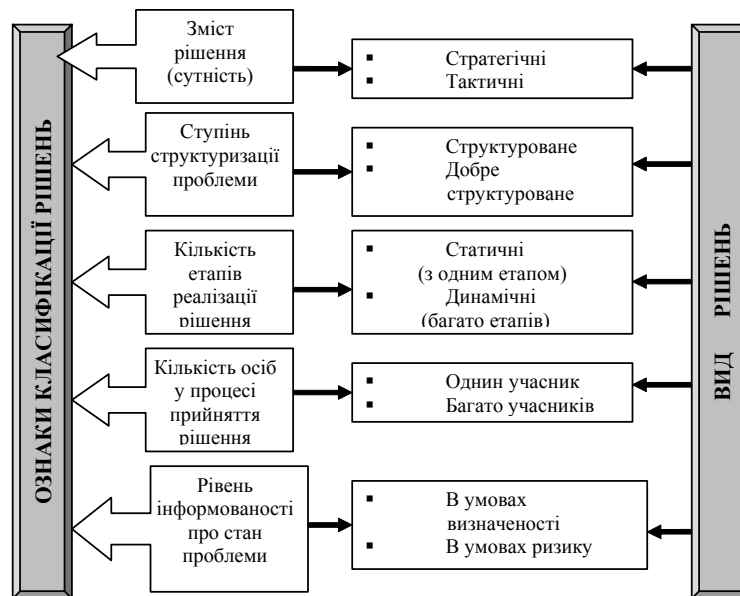 ОЗНАКИ КЛАСИФІКАЦІЇ РІШЕНЬ
Зміст
рішення
(сутність)
▪ Стратегічні
▪ Тактичні
Ступінь
структуризації
проблеми
▪ Структуроване
▪ Добре
структуроване
Кількість
етапів
реалізації
рішення
▪ Статичні
(з одним етапом)
▪ Динамічні
(багато етапів)
Кількість осіб
у процесі
прийняття
рішення
▪ Однин учасник
▪ Багато учасників
Рівень
інформованості
про стан
проблеми
▪ В умовах
визначеності
▪ В умовах ризику
ВИД РІШЕНЬ